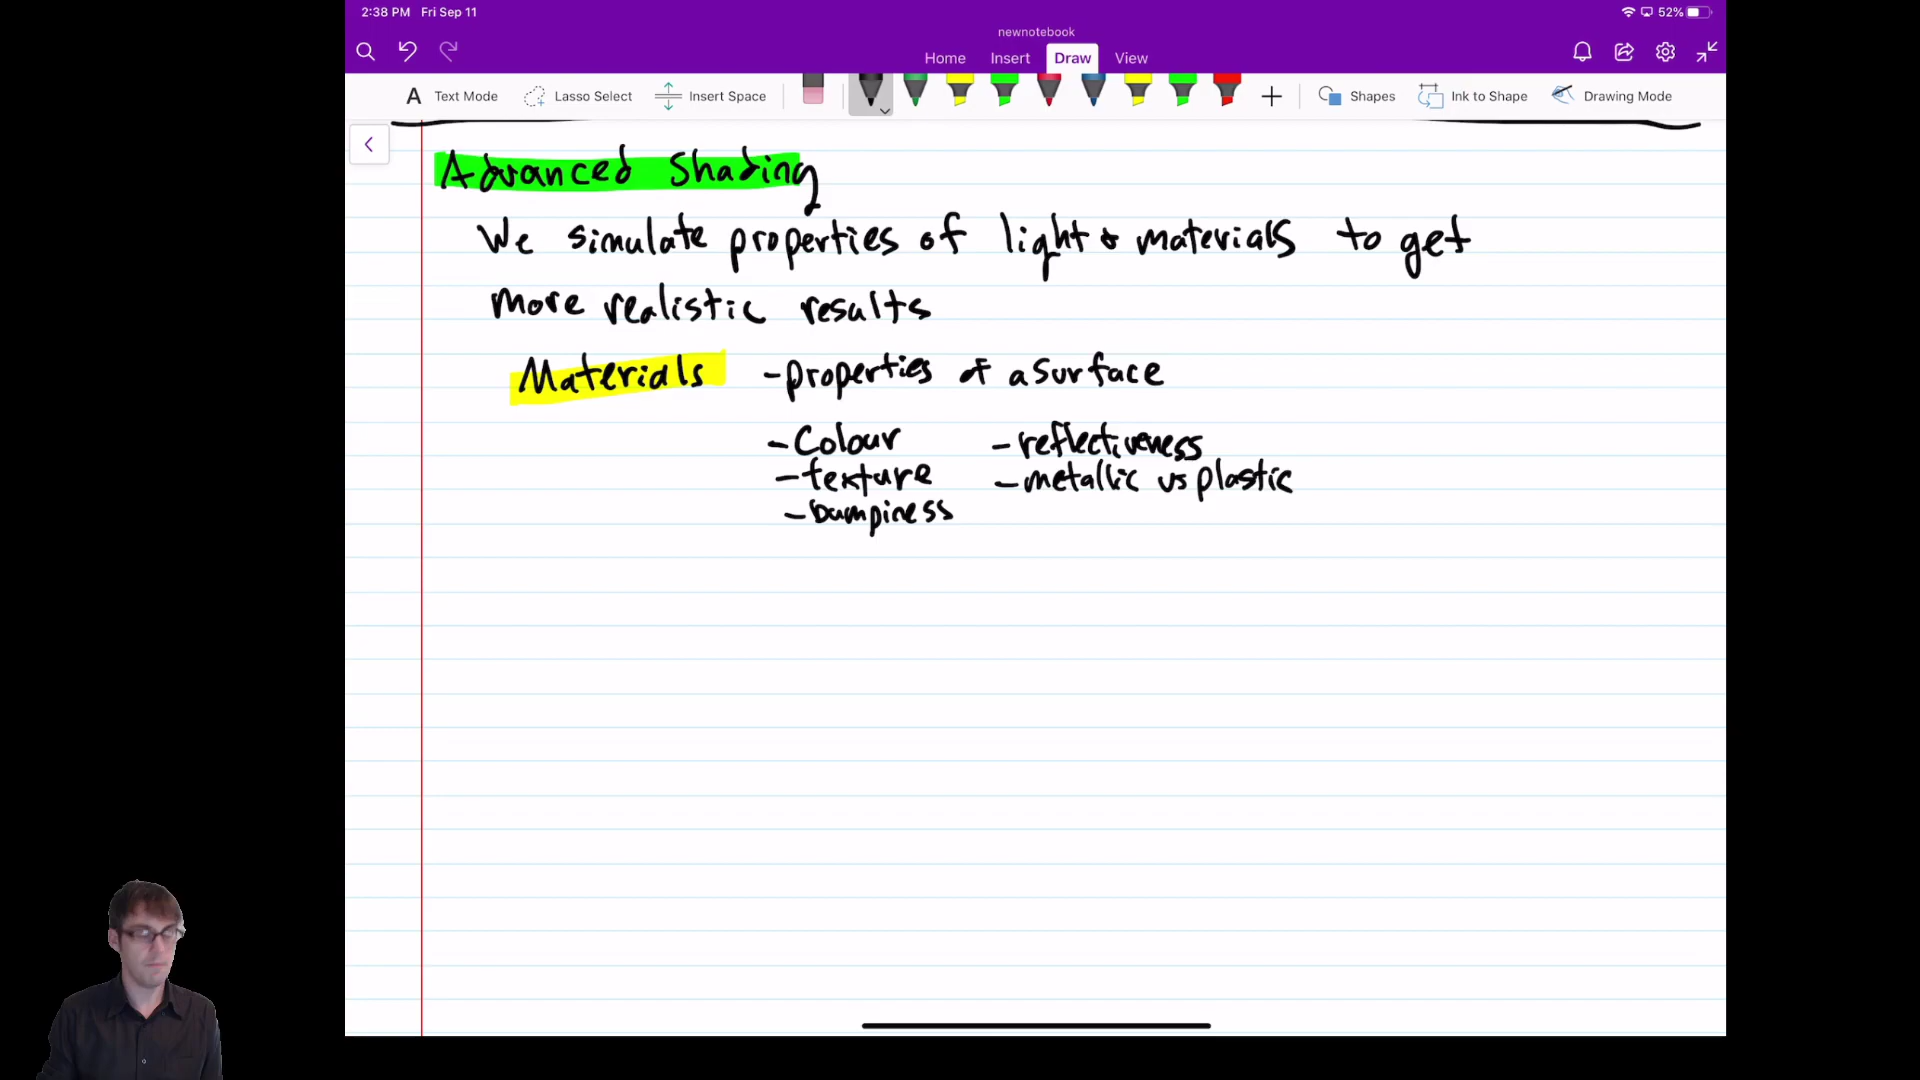 2:38 PM Fri Sep 11
52%
newnotebook
Home Insert Draw View
A Text Mode Lasso Select Insert Space Shapes Ink to Shape Drawing Mode
Advanced Shading
We simulate properties of light & materials to get
more realistic results
Materials - properties of a surface
- Colour - reflectiveness
- texture - metallic vs plastic
- bumpiness